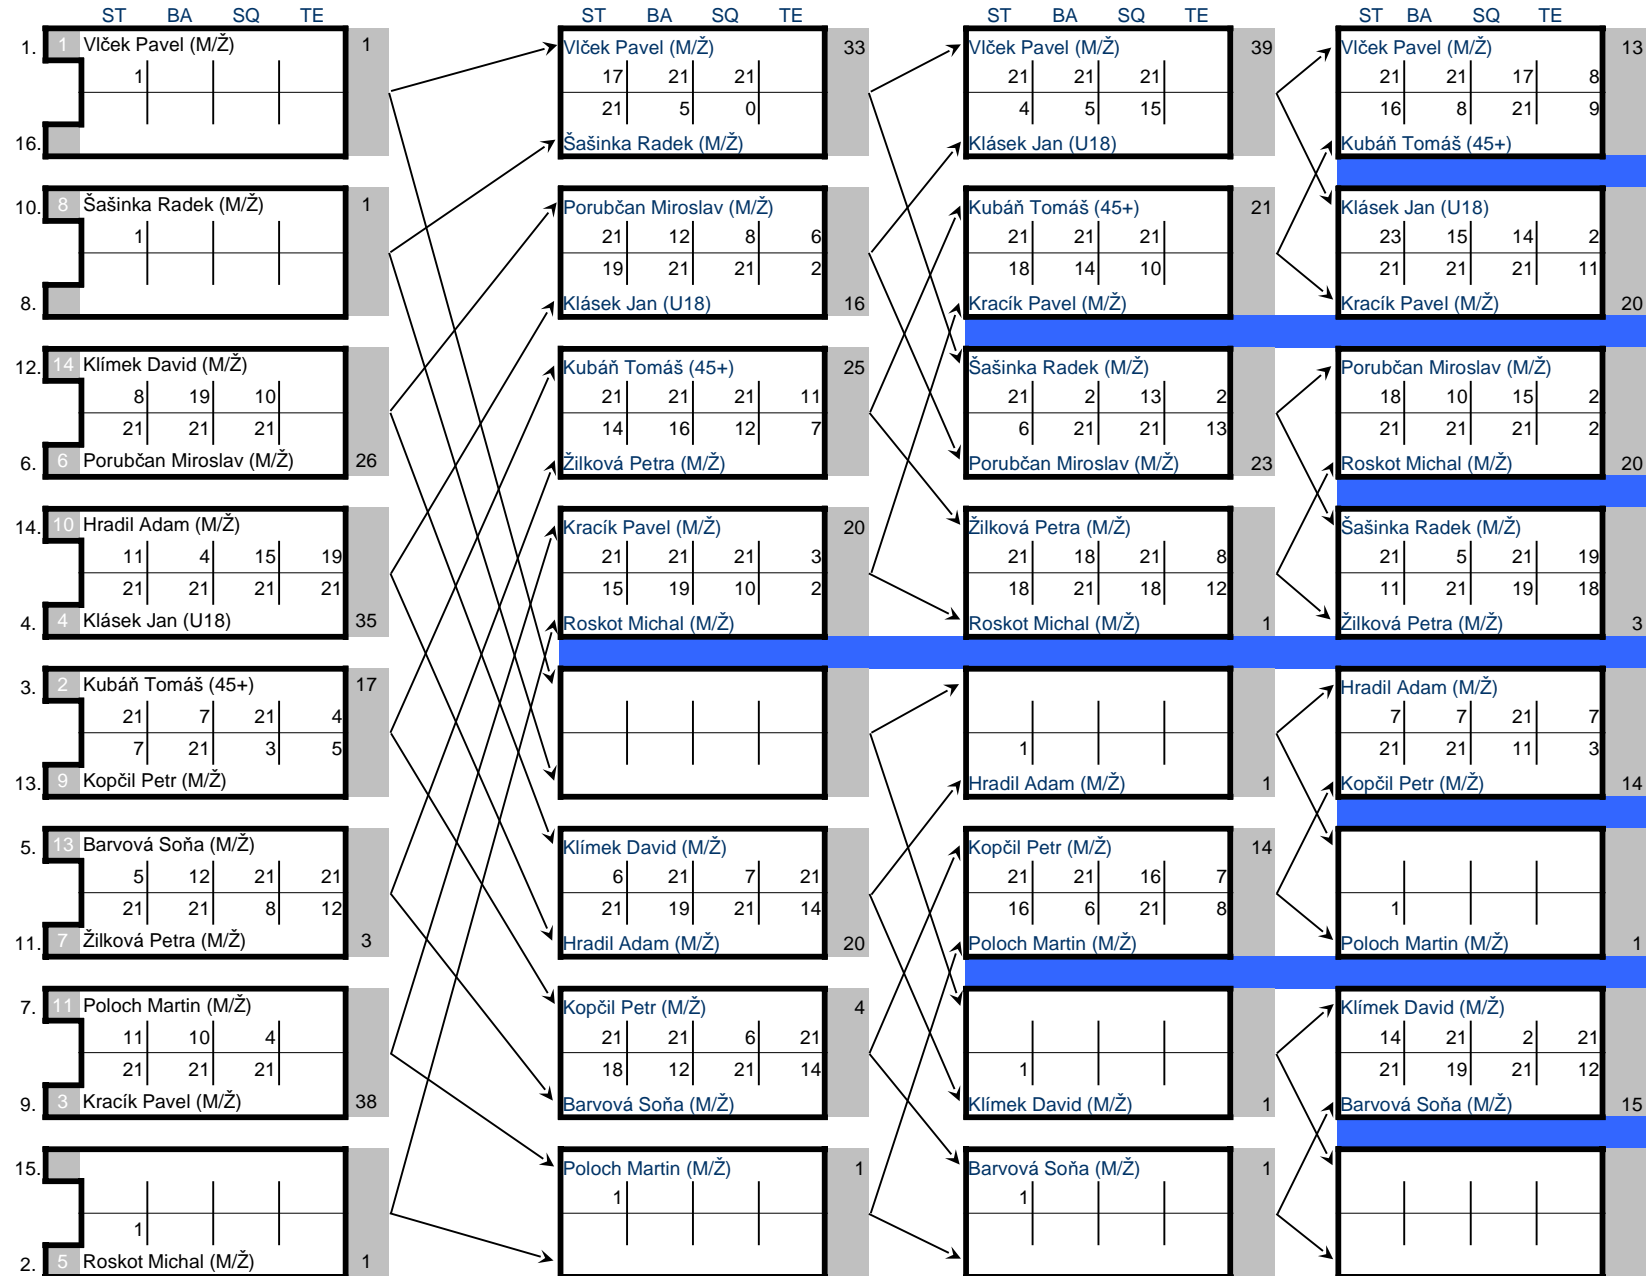 ST BA SQ TE ST BA SQ TE ST BA SQ TE ST BA SQ TE
1. 1 Vlček Pavel (M/Ž) 1 Vlček Pavel (M/Ž) 33 Vlček Pavel (M/Ž) 39 Vlček Pavel (M/Ž) 13
1 17 21 21 21 21 21 21 21 17 8
21 5 0 4 5 15 16 8 21 9
16. Šašinka Radek (M/Ž) Klásek Jan (U18) Kubáň Tomáš (45+)
10. 8 Šašinka Radek (M/Ž) 1 Porubčan Miroslav (M/Ž) Kubáň Tomáš (45+) 21 Klásek Jan (U18)
1 21 12 8 6 21 21 21 23 15 14 2
19 21 21 2 18 14 10 21 21 21 11
8. Klásek Jan (U18) 16 Kracík Pavel (M/Ž) Kracík Pavel (M/Ž) 20
12. 14 Klímek David (M/Ž) Kubáň Tomáš (45+) 25 Šašinka Radek (M/Ž) Porubčan Miroslav (M/Ž)
8 19 10 21 21 21 11 21 2 13 2 18 10 15 2
21 21 21 14 16 12 7 6 21 21 13 21 21 21 2
6. 6 Porubčan Miroslav (M/Ž) 26 Žilková Petra (M/Ž) Porubčan Miroslav (M/Ž) 23 Roskot Michal (M/Ž) 20
14. 10 Hradil Adam (M/Ž) Kracík Pavel (M/Ž) 20 Žilková Petra (M/Ž) Šašinka Radek (M/Ž)
11 4 15 19 21 21 21 3 21 18 21 8 21 5 21 19
21 21 21 21 15 19 10 2 18 21 18 12 11 21 19 18
4. 4 Klásek Jan (U18) 35 Roskot Michal (M/Ž) Roskot Michal (M/Ž) 1 Žilková Petra (M/Ž) 3
3. 2 Kubáň Tomáš (45+) 17 Hradil Adam (M/Ž)
21 7 21 4 7 7 21 7
7 21 3 5 1 21 21 11 3
13. 9 Kopčil Petr (M/Ž) Hradil Adam (M/Ž) 1 Kopčil Petr (M/Ž) 14
5. 13 Barvová Soňa (M/Ž) Klímek David (M/Ž) Kopčil Petr (M/Ž) 14
5 12 21 21 6 21 7 21 21 21 16 7
21 21 8 12 21 19 21 14 16 6 21 8 1
11. 7 Žilková Petra (M/Ž) 3 Hradil Adam (M/Ž) 20 Poloch Martin (M/Ž) Poloch Martin (M/Ž) 1
7. 11 Poloch Martin (M/Ž) Kopčil Petr (M/Ž) 4 Klímek David (M/Ž)
11 10 4 21 21 6 21 14 21 2 21
21 21 21 18 12 21 14 1 21 19 21 12
9. 3 Kracík Pavel (M/Ž) 38 Barvová Soňa (M/Ž) Klímek David (M/Ž) 1 Barvová Soňa (M/Ž) 15
15. Poloch Martin (M/Ž) 1 Barvová Soňa (M/Ž) 1
1 1
1
2. 5 Roskot Michal (M/Ž) 1